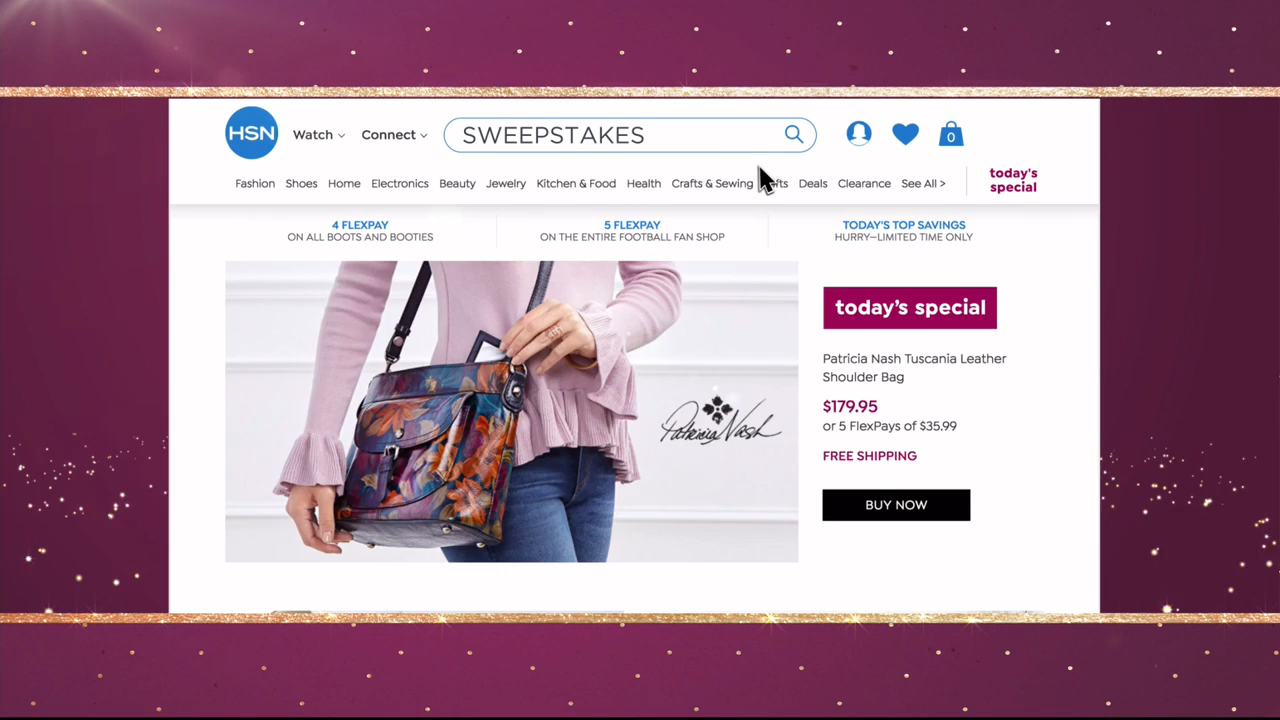 HSN
Watch
Connect
SWEEPSTAKES
0
Fashion
Shoes
Home
Electronics
Beauty
Jewelry
Kitchen & Food
Health
Crafts & Sewing
Deals
Clearance
See All >
today's
special
4 FLEXPAY
ON ALL BOOTS AND BOOTIES
5 FLEXPAY
ON THE ENTIRE FOOTBALL FAN SHOP
TODAY'S TOP SAVINGS
HURRY—LIMITED TIME ONLY
Patricia Nash
today's special
Patricia Nash Tuscania Leather
Shoulder Bag
$179.95
or 5 FlexPays of $35.99
FREE SHIPPING
BUY NOW